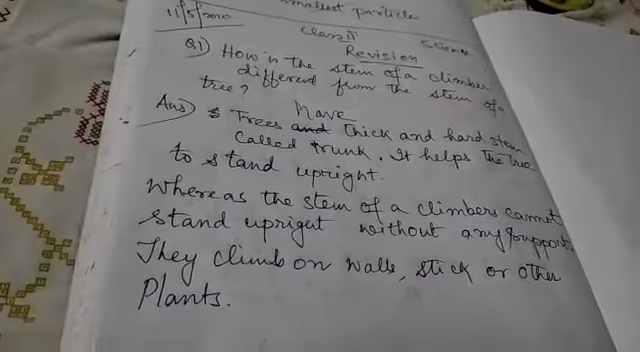 smallest particles
11/5/2020
Class II Science
Revision
Q1) How is the stem of a climber
different from the stem of a
tree?
Ans) Trees have thick and hard stem
called trunk. It helps the tree
to stand upright.
Whereas the stem of a climbers cannot
stand upright without any support.
They climb on walls, stick or other
Plants.